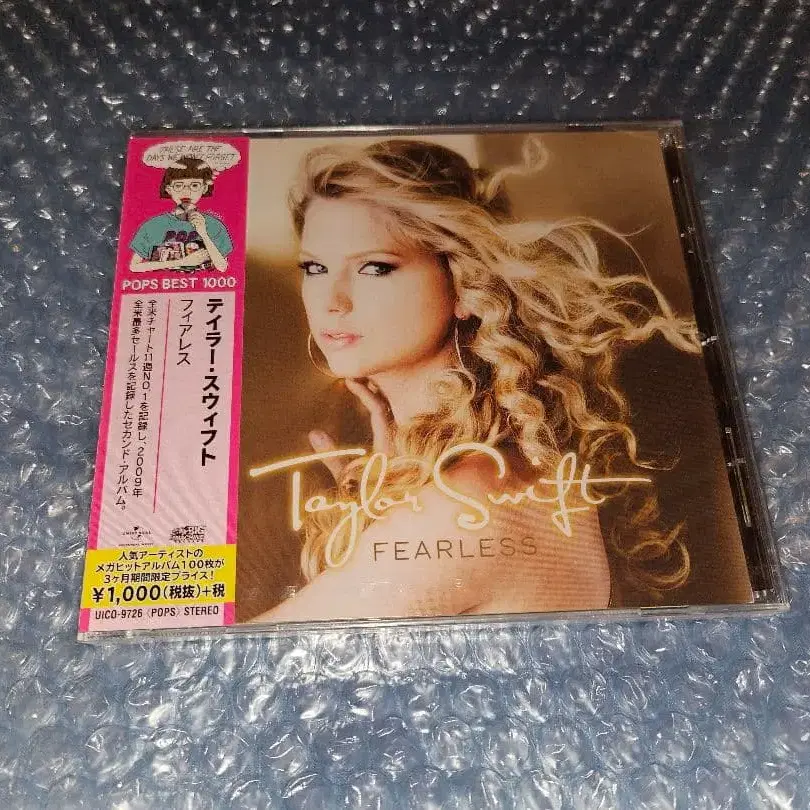 THESE ARE THE
DAYS WE WON'T FORGET
POP
POPS BEST 1000
テイラー・スウィフト
フィアレス
全米チャート11週NO.1を記録し、2009年
全米最多セールスを記録したセカンド・アルバム。
UNIVERSAL
人気アーティストの
メガヒットアルバム100枚が
3ヶ月期間限定プライス!
¥1,000(税抜)+税
UICO-9726〈POPS〉STEREO
Taylor Swift
FEARLESS